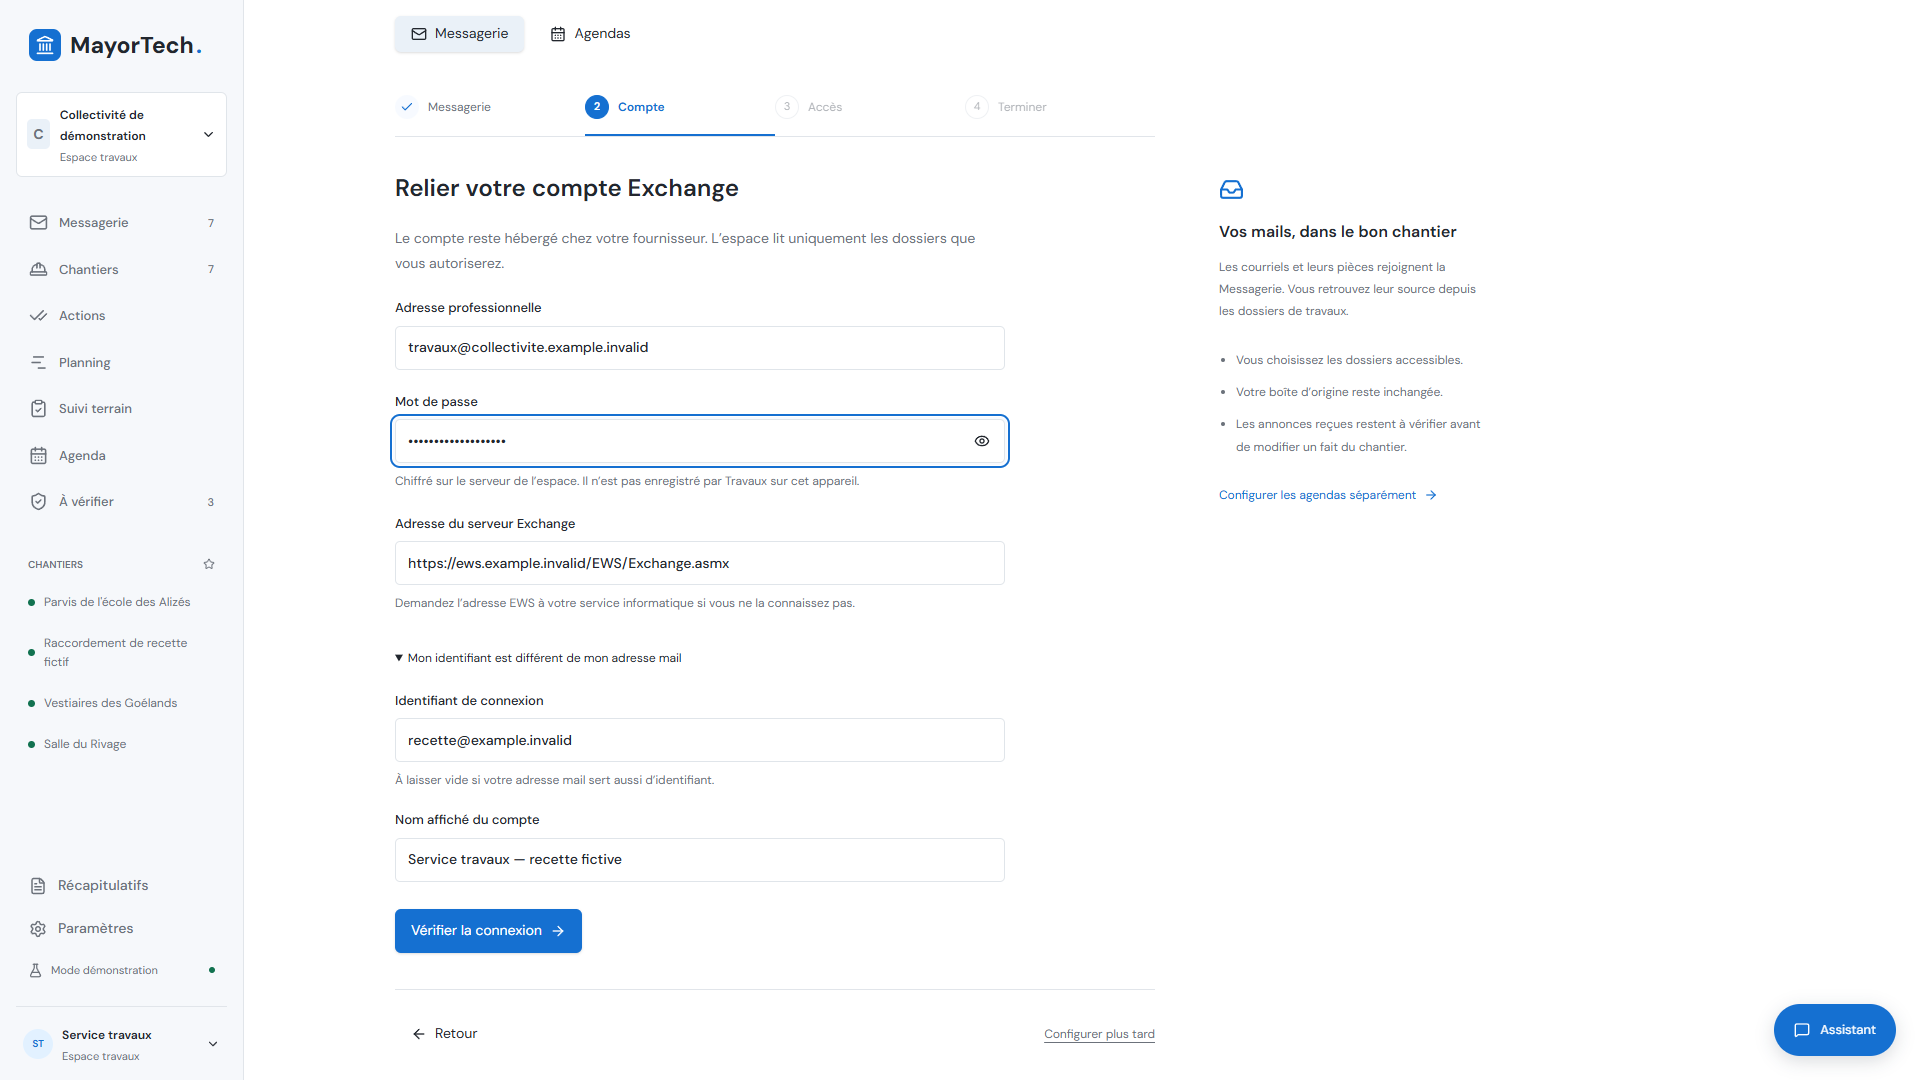 MayorTech.
C
Collectivité de
démonstration
Espace travaux
Messagerie 7
Chantiers 7
Actions
Planning
Suivi terrain
Agenda
À vérifier 3
CHANTIERS
Parvis de l'école des Alizés
Raccordement de recette
fictif
Vestiaires des Goélands
Salle du Rivage
Récapitulatifs
Paramètres
Mode démonstration
ST
Service travaux
Espace travaux
Messagerie Agendas
Messagerie 2 Compte 3 Accès 4 Terminer
Relier votre compte Exchange
Le compte reste hébergé chez votre fournisseur. L’espace lit uniquement les dossiers que
vous autoriserez.
Adresse professionnelle
travaux@collectivite.example.invalid
Mot de passe
•••••••••••••••••••
Chiffré sur le serveur de l’espace. Il n’est pas enregistré par Travaux sur cet appareil.
Adresse du serveur Exchange
https://ews.example.invalid/EWS/Exchange.asmx
Demandez l’adresse EWS à votre service informatique si vous ne la connaissez pas.
▼ Mon identifiant est différent de mon adresse mail
Identifiant de connexion
recette@example.invalid
À laisser vide si votre adresse mail sert aussi d’identifiant.
Nom affiché du compte
Service travaux — recette fictive
Vérifier la connexion →
← Retour
Configurer plus tard
Vos mails, dans le bon chantier
Les courriels et leurs pièces rejoignent la
Messagerie. Vous retrouvez leur source depuis
les dossiers de travaux.
• Vous choisissez les dossiers accessibles.
• Votre boîte d’origine reste inchangée.
• Les annonces reçues restent à vérifier avant
de modifier un fait du chantier.
Configurer les agendas séparément →
Assistant